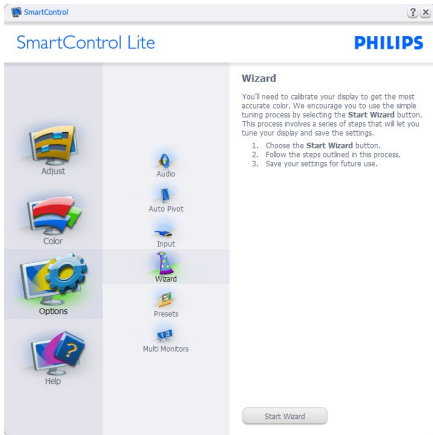 SmartControl
? ×
SmartControl Lite
PHILIPS
Adjust
Color
Options
Help
Audio
Auto Pivot
Input
Wizard
Presets
Multi Monitors
Wizard
You'll need to calibrate your display to get the most
accurate color. We encourage you to use the simple
tuning process by selecting the Start Wizard button.
This process involves a series of steps that will let you
tune your display and save the settings.
1. Choose the Start Wizard button.
2. Follow the steps outlined in this process.
3. Save your settings for future use.
Start Wizard